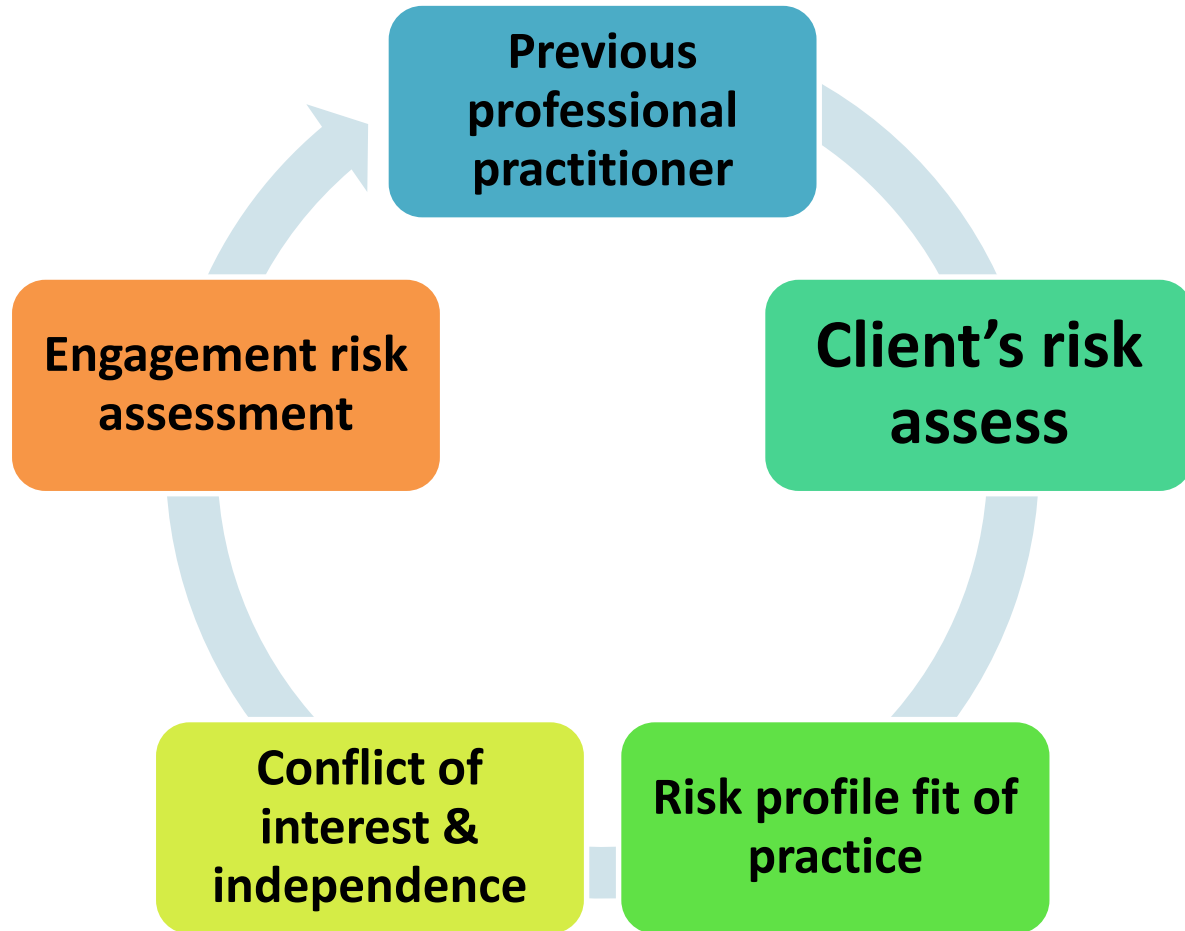 Previous
professional
practitioner
Client’s risk
assess
Risk profile fit of
practice
Conflict of
interest &
independence
Engagement risk
assessment